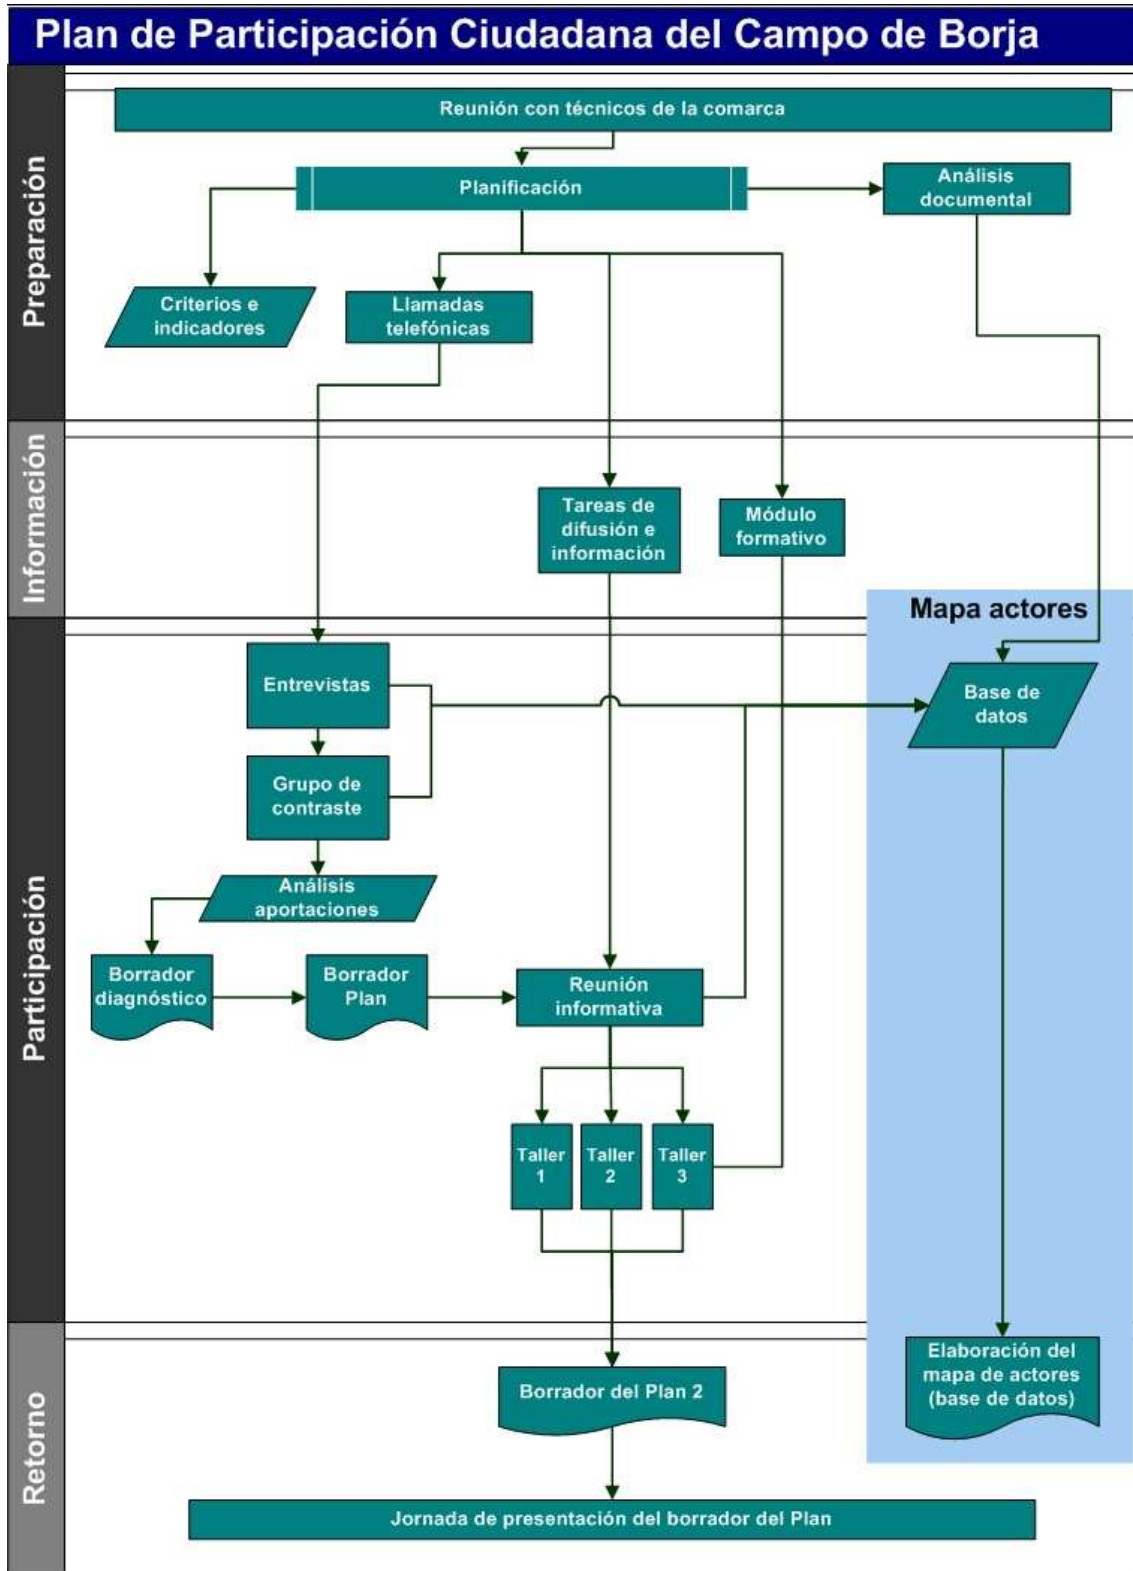 Plan de Participación Ciudadana del Campo de Borja
Preparación
Reunión con técnicos de la comarca
Planificación
Análisis
documental
Criterios e
indicadores
Llamadas
telefónicas
Información
Tareas de
difusión e
información
Módulo
formativo
Mapa actores
Participación
Entrevistas
Base de
datos
Grupo de
contraste
Análisis
aportaciones
Borrador
diagnóstico
Borrador
Plan
Reunión
informativa
Taller
1
Taller
2
Taller
3
Retorno
Elaboración del
mapa de actores
(base de datos)
Borrador del Plan 2
Jornada de presentación del borrador del Plan